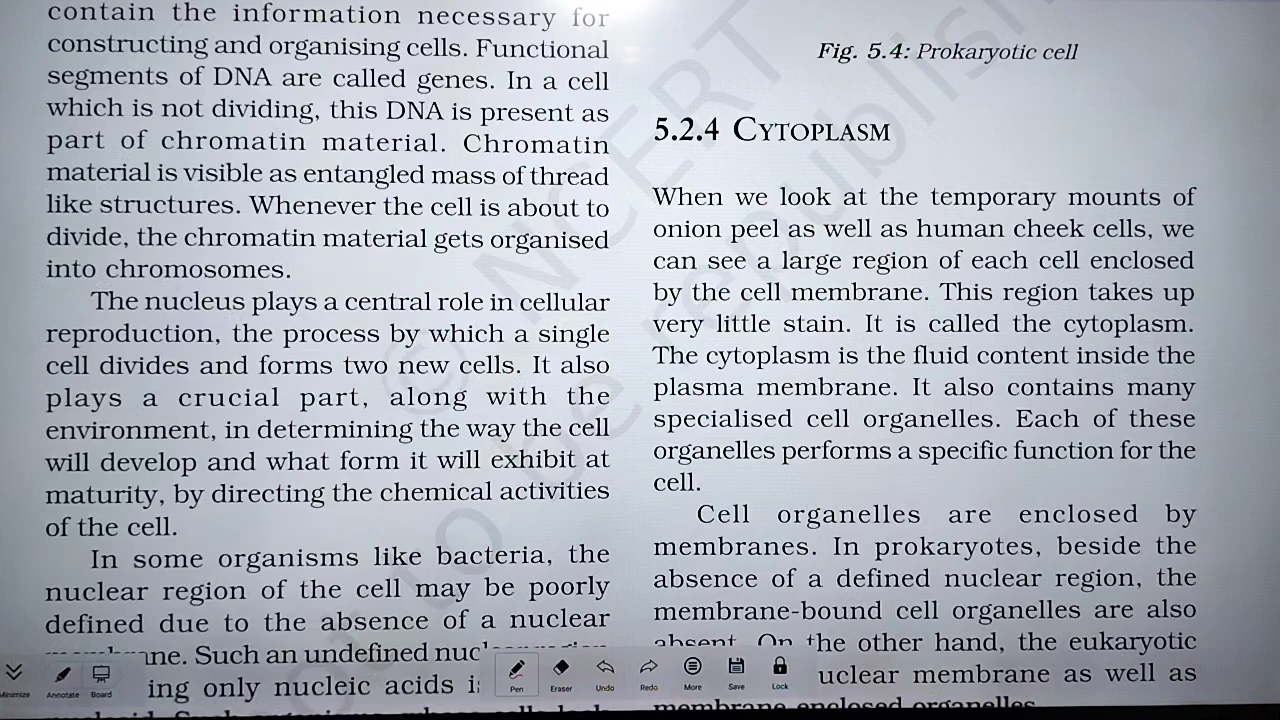 contain the information necessary for
constructing and organising cells. Functional
segments of DNA are called genes. In a cell
which is not dividing, this DNA is present as
part of chromatin material. Chromatin
material is visible as entangled mass of thread
like structures. Whenever the cell is about to
divide, the chromatin material gets organised
into chromosomes.
The nucleus plays a central role in cellular
reproduction, the process by which a single
cell divides and forms two new cells. It also
plays a crucial part, along with the
environment, in determining the way the cell
will develop and what form it will exhibit at
maturity, by directing the chemical activities
of the cell.
In some organisms like bacteria, the
nuclear region of the cell may be poorly
defined due to the absence of a nuclear
Such an undefined
only nucleic acids
Fig. 5.4: Prokaryotic cell
5.2.4 CYTOPLASM
When we look at the temporary mounts of
onion peel as well as human cheek cells, we
can see a large region of each cell enclosed
by the cell membrane. This region takes up
very little stain. It is called the cytoplasm.
The cytoplasm is the fluid content inside the
plasma membrane. It also contains many
specialised cell organelles. Each of these
organelles performs a specific function for the
cell.
Cell organelles are enclosed by
membranes. In prokaryotes, beside the
absence of a defined nuclear region, the
membrane-bound cell organelles are also
absent. On the other hand, the eukaryotic
membrane as well as
membrane-enclosed organelles
© NCERT
be republish
Minimize Annotate Board Pen Eraser Undo Redo More Save Lock